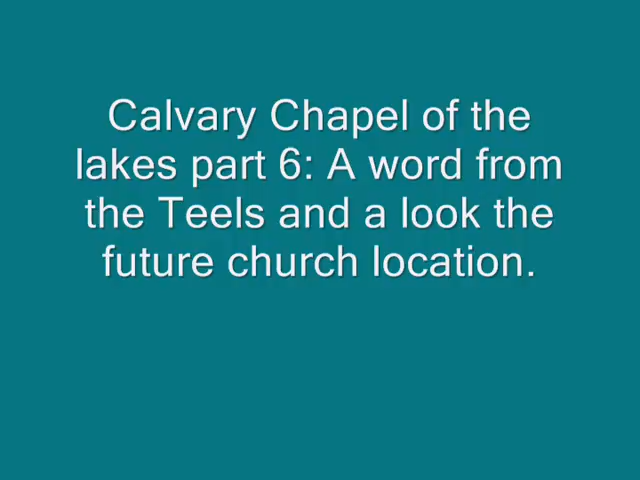 Calvary Chapel of the
lakes part 6: A word from
the Teels and a look the
future church location.